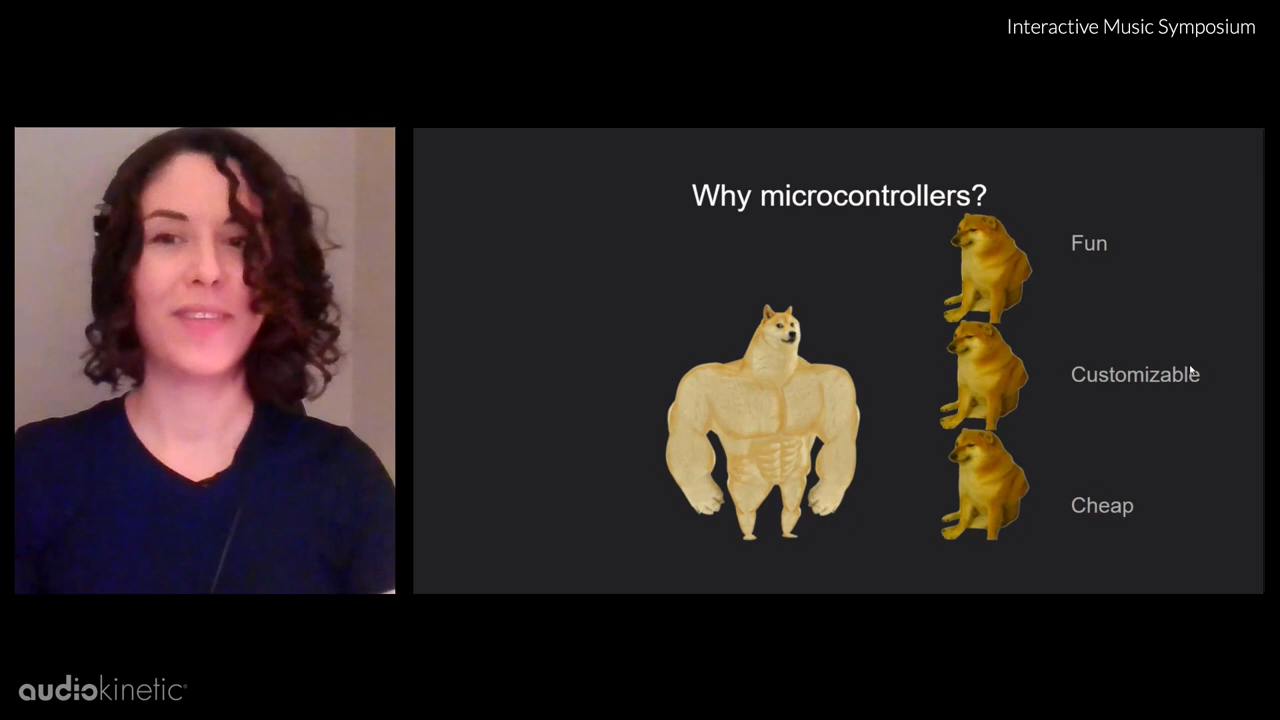 Interactive Music Symposium
Why microcontrollers?
Fun
Customizable
Cheap
audiokinetic